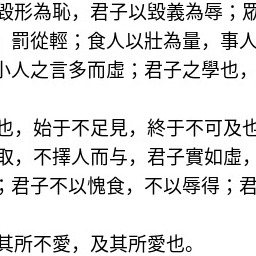 毀形為恥，君子以毀義為辱；眾
罰從輕；食人以壯為量，事人
小人之言多而虛；君子之學也，
也，始于不足見，終于不可及也
取，不擇人而与，君子實如虛，
；君子不以愧食，不以辱得；君
其所不愛，及其所愛也。